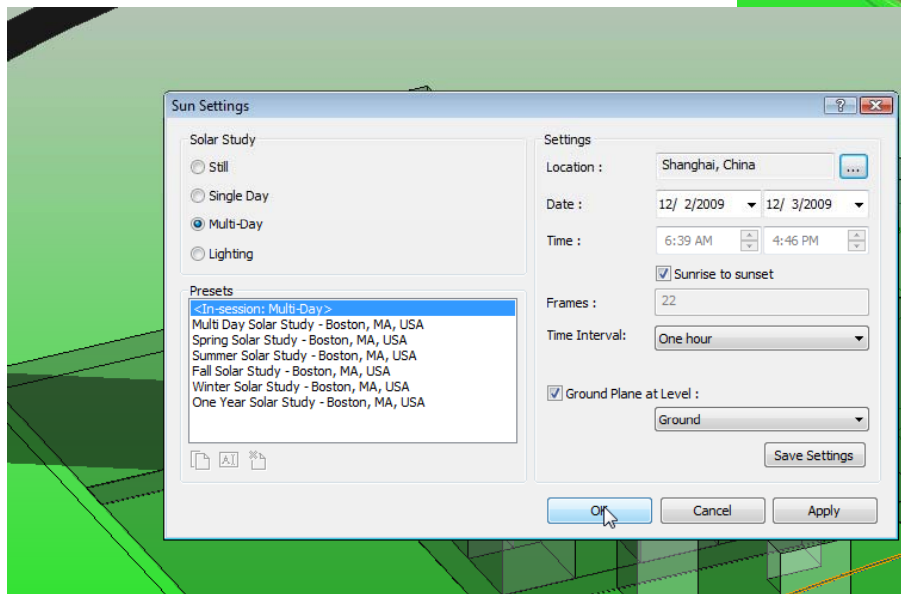 Sun Settings
Solar Study
Still
Single Day
Multi-Day
Lighting
Presets
<In-session: Multi-Day>
Multi Day Solar Study - Boston, MA, USA
Spring Solar Study - Boston, MA, USA
Summer Solar Study - Boston, MA, USA
Fall Solar Study - Boston, MA, USA
Winter Solar Study - Boston, MA, USA
One Year Solar Study - Boston, MA, USA
AI
Settings
Location : Shanghai, China ...
Date : 12/ 2/2009 12/ 3/2009
Time : 6:39 AM 4:46 PM
Sunrise to sunset
Frames : 22
Time Interval: One hour
Ground Plane at Level :
Ground
Save Settings
OK Cancel Apply